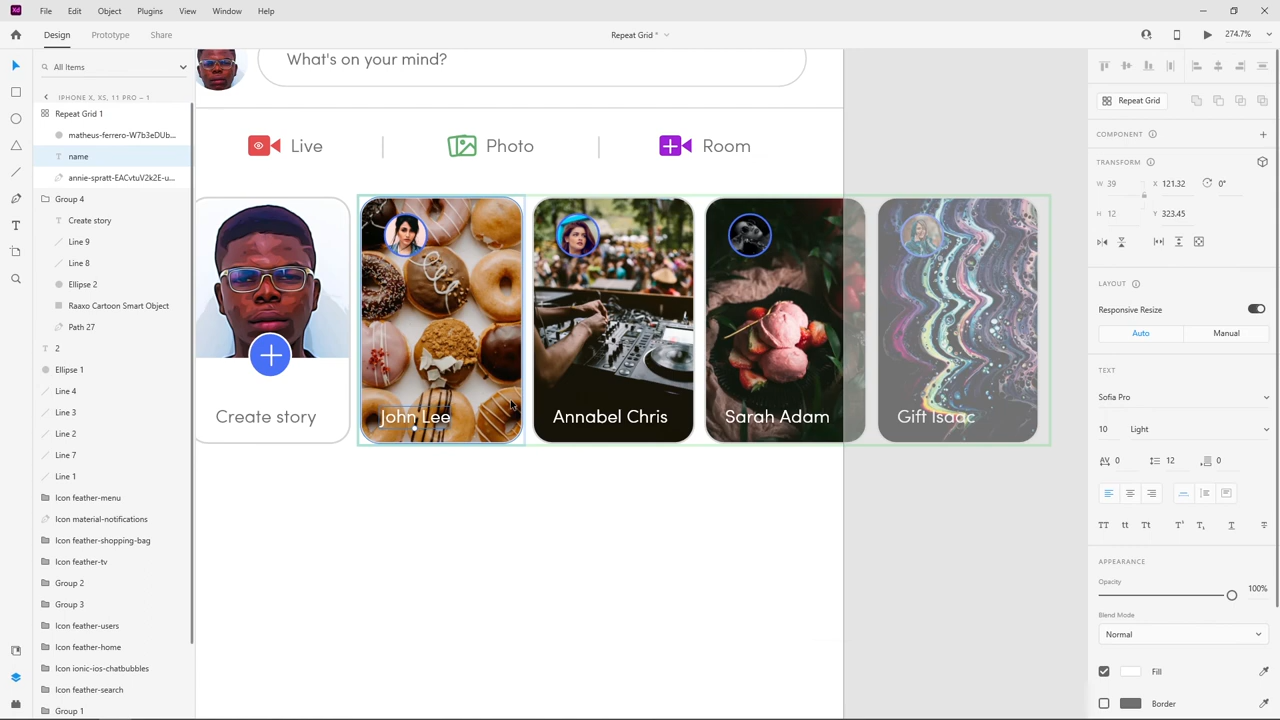 Xd File Edit Object Plugins View Window Help
Design Prototype Share Repeat Grid * 274.7%
All Items
IPHONE X, XS, 11 PRO – 1
Repeat Grid 1
matheus-ferrero-W7b3eDUb...
name
annie-spratt-EACvtuV2k2E-u...
Group 4
Create story
Line 9
Line 8
Ellipse 2
Raaxo Cartoon Smart Object
Path 27
2
Ellipse 1
Line 4
Line 3
Line 2
Line 7
Line 1
Icon feather-menu
Icon material-notifications
Icon feather-shopping-bag
Icon feather-tv
Group 2
Group 3
Icon feather-users
Icon feather-home
Icon ionic-ios-chatbubbles
Icon feather-search
Group 1
What's on your mind?
Live Photo Room
Create story John Lee Annabel Chris Sarah Adam Gift Isaac
Repeat Grid
COMPONENT
TRANSFORM
W 39 X 121.32 0°
H 12 Y 323.45
LAYOUT
Responsive Resize
Auto Manual
TEXT
Sofia Pro
10 Light
AV 0 12 0
TT tt Tt T¹ T₁ T T
APPEARANCE
Opacity
100%
Blend Mode
Normal
Fill
Border